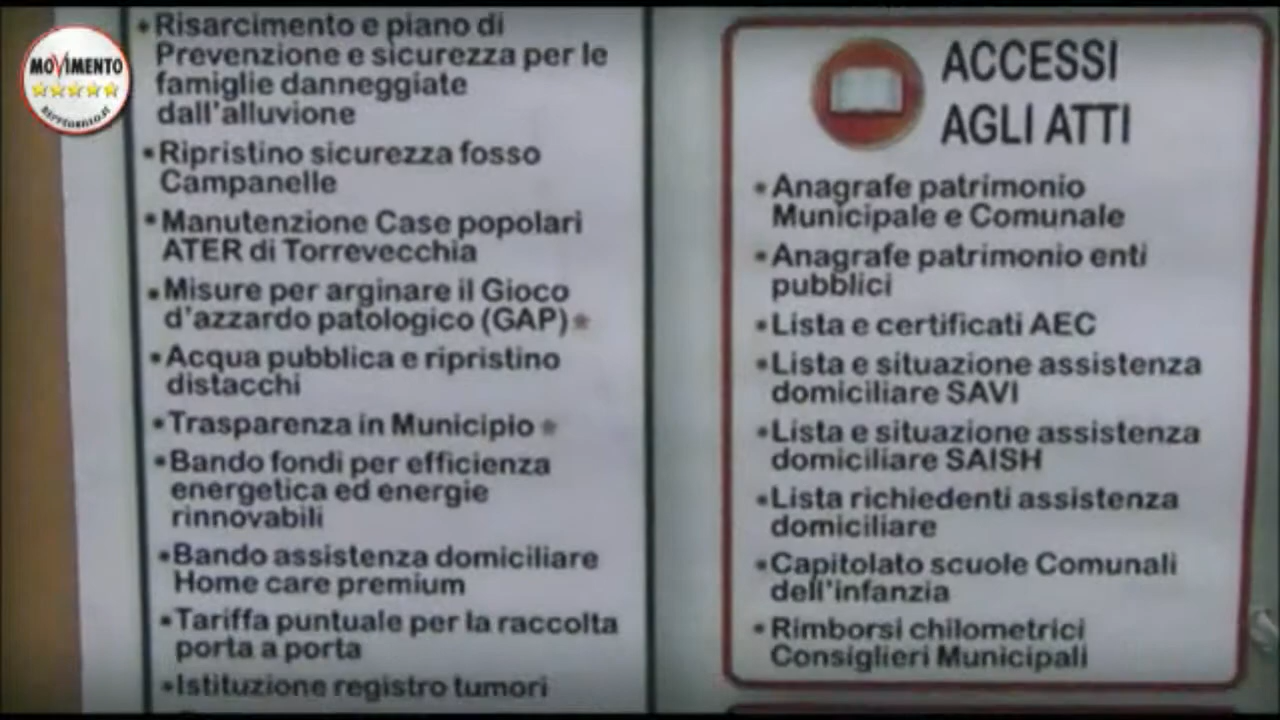 MOVIMENTO
BEPPEGRILLO.IT
•Risarcimento e piano di
Prevenzione e sicurezza per le
famiglie danneggiate
dall'alluvione
•Ripristino sicurezza fosso
Campanelle
•Manutenzione Case popolari
ATER di Torrevecchia
•Misure per arginare il Gioco
d'azzardo patologico (GAP)★
•Acqua pubblica e ripristino
distacchi
•Trasparenza in Municipio★
•Bando fondi per efficienza
energetica ed energie
rinnovabili
•Bando assistenza domiciliare
Home care premium
•Tariffa puntuale per la raccolta
porta a porta
•Istituzione registro tumori
ACCESSI
AGLI ATTI
•Anagrafe patrimonio
Municipale e Comunale
•Anagrafe patrimonio enti
pubblici
•Lista e certificati AEC
•Lista e situazione assistenza
domiciliare SAVI
•Lista e situazione assistenza
domiciliare SAISH
•Lista richiedenti assistenza
domiciliare
•Capitolato scuole Comunali
dell'infanzia
•Rimborsi chilometrici
Consiglieri Municipali